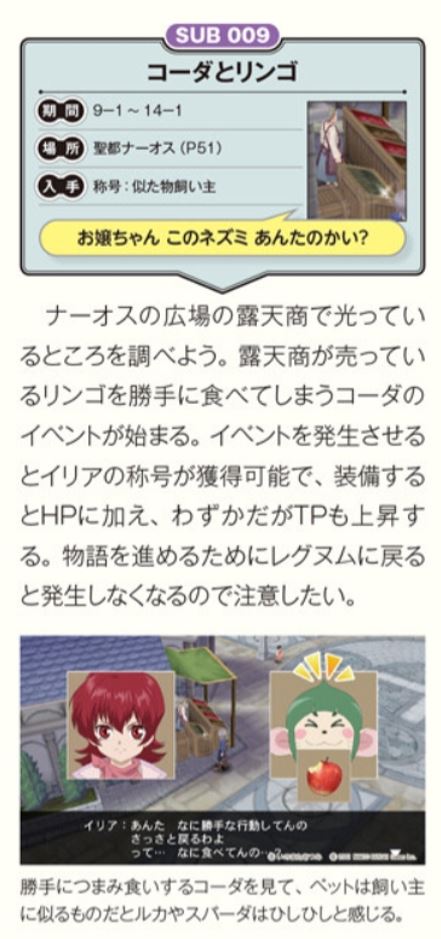 SUB 009
コーダとリンゴ
期間 9-1～14-1
場所 聖都ナーオス(P51)
入手 称号：似た物飼い主
お嬢ちゃん このネズミ あんたのかい?
ナーオスの広場の露天商で光ってい
るところを調べよう。露天商が売ってい
るリンゴを勝手に食べてしまうコーダの
イベントが始まる。イベントを発生させる
とイリアの称号が獲得可能で、装備する
とHPに加え、わずかだがTPも上昇す
る。物語を進めるためにレグヌムに戻る
と発生しなくなるので注意したい。
イリア：あんた なに勝手な行動してんの
さっさと戻るわよ
って… なに食べてんの…?
勝手につまみ食いするコーダを見て、ペットは飼い主
に似るものだとルカやスパーダはひしひしと感じる。